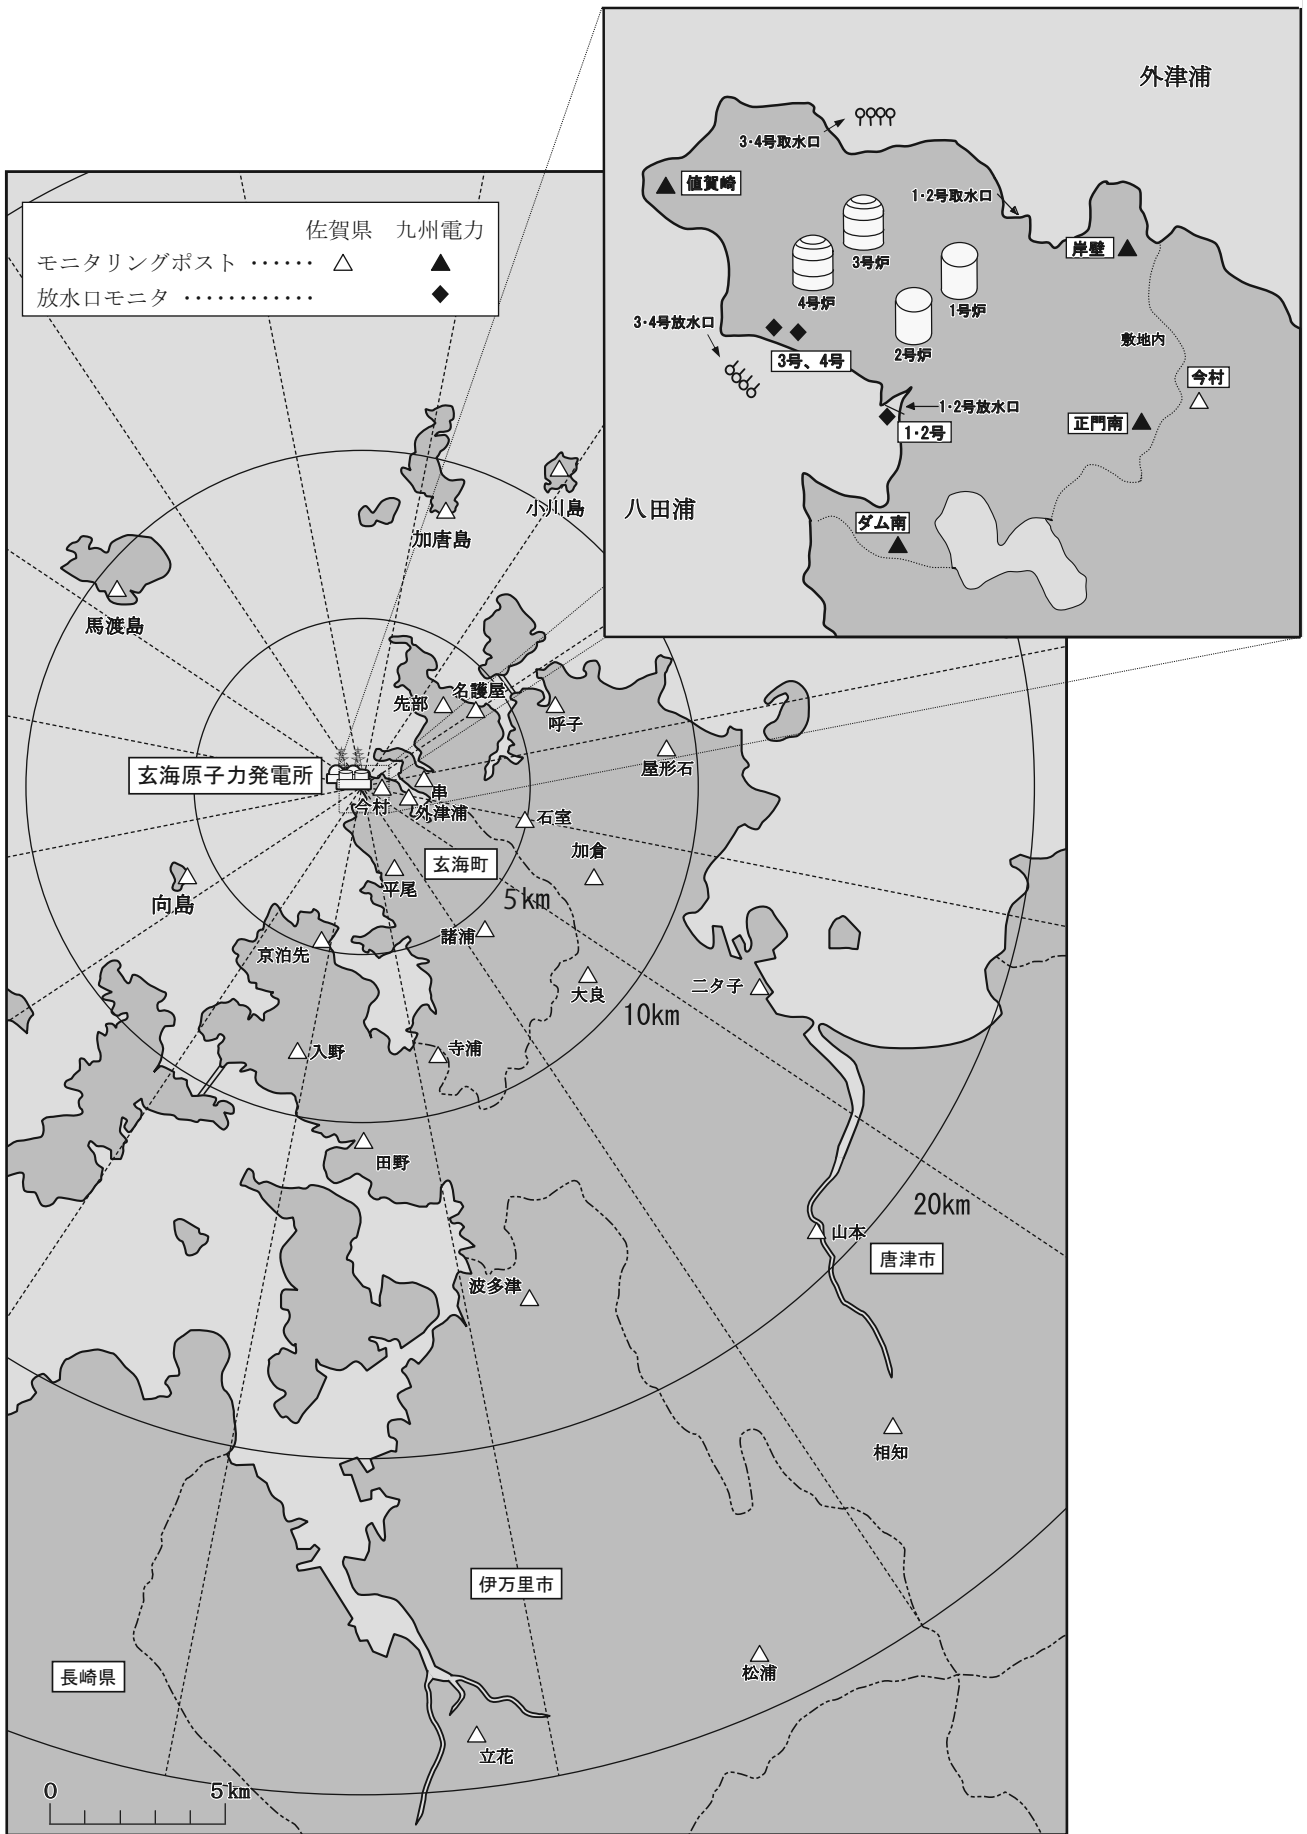 外津浦
3・4号取水口
値賀崎
1・2号取水口
岸壁
3号炉
4号炉
1号炉
2号炉
3・4号放水口
3号、4号
敷地内
今村
1・2号放水口
1・2号
正門南
八田浦
ダム南
佐賀県 九州電力
モニタリングポスト ‥‥‥
放水口モニタ ‥‥‥‥‥‥
小川島
加唐島
馬渡島
名護屋
先部
呼子
屋形石
玄海原子力発電所
串
今村
外津浦
石室
加倉
玄海町
平尾
5km
向島
諸浦
京泊先
大良
二タ子
10km
入野
寺浦
田野
20km
山本
唐津市
波多津
相知
伊万里市
長崎県
松浦
立花
0 5km